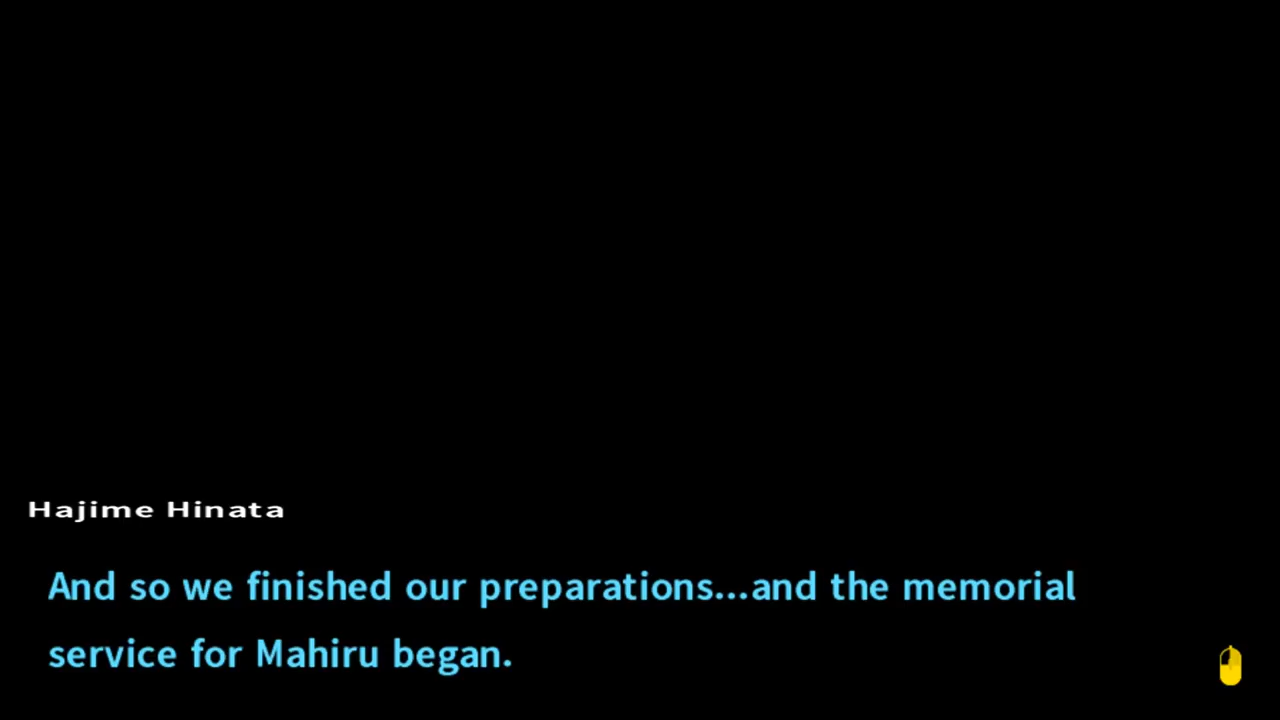 Hajime Hinata
And so we finished our preparations...and the memorial
service for Mahiru began.